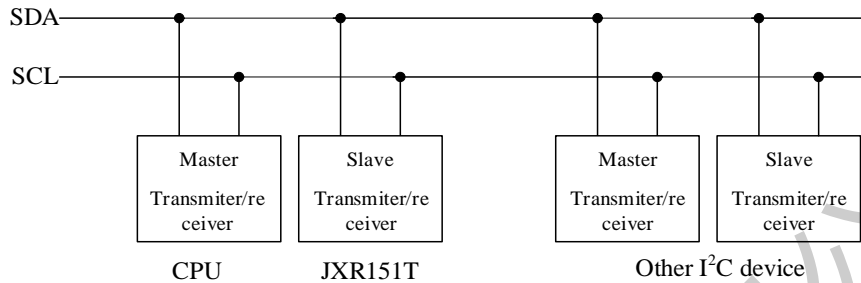 SDA
SCL
Master
Transmiter/re
ceiver
Slave
Transmiter/re
ceiver
Master
Transmiter/re
ceiver
Slave
Transmiter/re
ceiver
CPU
JXR151T
Other I²C device